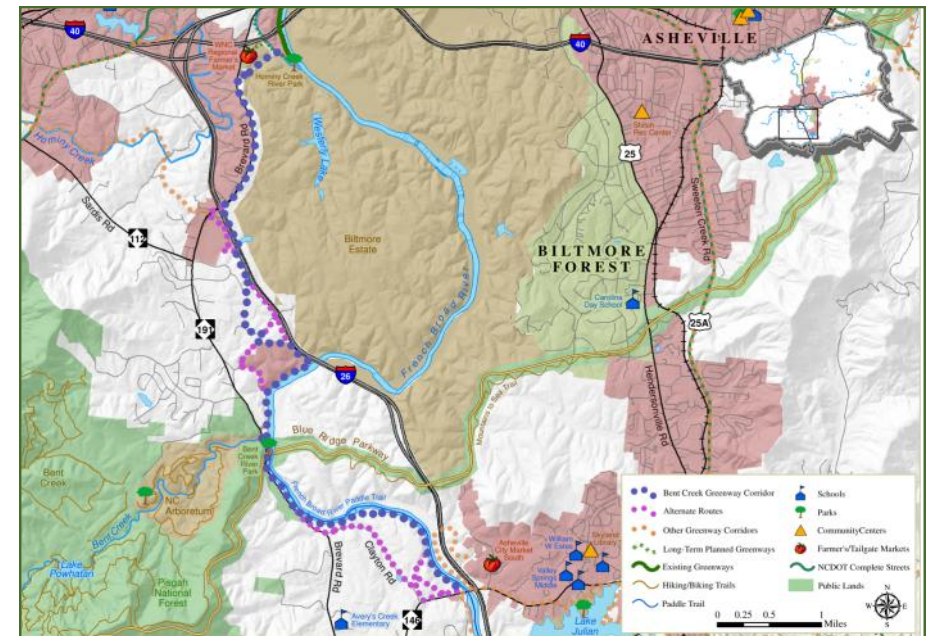 40
WNC
Regional
Farmer's
Market
Hominy Creek
River Park
40
ASHEVILLE
Shiloh
Rec Center
25
Hominy Creek
Brevard Rd
Western Lake
Sardis Rd
112
Biltmore
Estate
BILTMORE
FOREST
Sweeten Creek Rd
Carolina
Day School
25A
191
French Broad River
26
Hendersonville Rd
Mountains to Sea Trail
Blue Ridge Parkway
Bent
Creek
River
Park
Bent
Creek
NC
Arboretum
Bent Creek
Lake
Powhatan
Pisgah
National
Forest
French Broad River Paddle Trail
Brevard Rd
Clayton Rd
146
Avery's Creek
Elementary
Asheville
City Market
South
William
W. Estes
Skyland
Library
Valley
Springs
Middle
Lake
Julian
Bent Creek Greenway Corridor
Alternate Routes
Other Greenway Corridors
Long-Term Planned Greenways
Existing Greenways
Hiking/Biking Trails
Paddle Trail
Schools
Parks
CommunityCenters
Farmer's/Tailgate Markets
NCDOT Complete Streets
Public Lands
0 0.25 0.5 1
Miles
N
W E
S